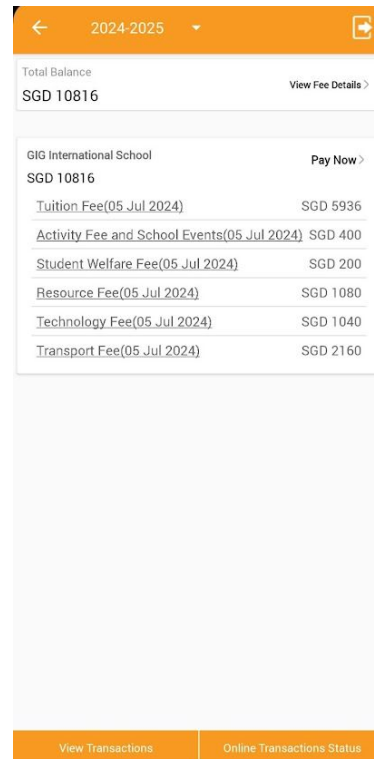 2024-2025
Total Balance
SGD 10816
View Fee Details >
GIG International School
Pay Now >
SGD 10816
Tuition Fee(05 Jul 2024) SGD 5936
Activity Fee and School Events(05 Jul 2024) SGD 400
Student Welfare Fee(05 Jul 2024) SGD 200
Resource Fee(05 Jul 2024) SGD 1080
Technology Fee(05 Jul 2024) SGD 1040
Transport Fee(05 Jul 2024) SGD 2160
View Transactions
Online Transactions Status